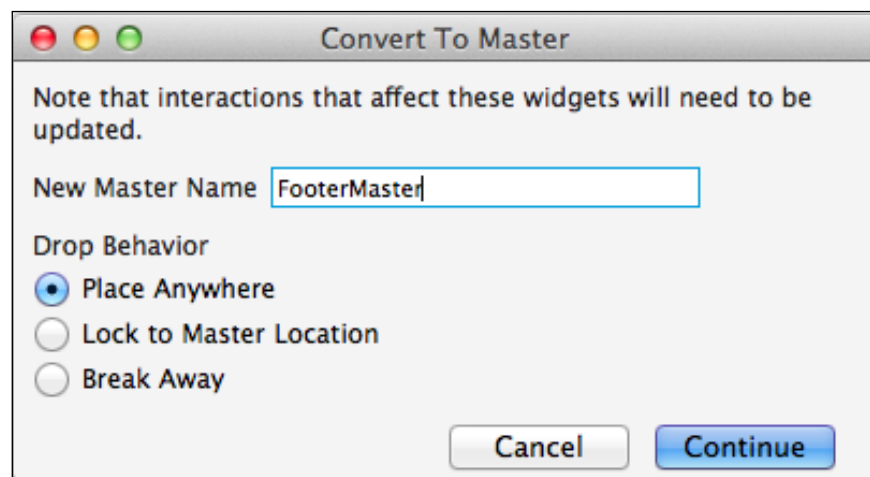 Convert To Master
Note that interactions that affect these widgets will need to be
updated.
New Master Name FooterMaster
Drop Behavior
Place Anywhere
Lock to Master Location
Break Away
Cancel Continue